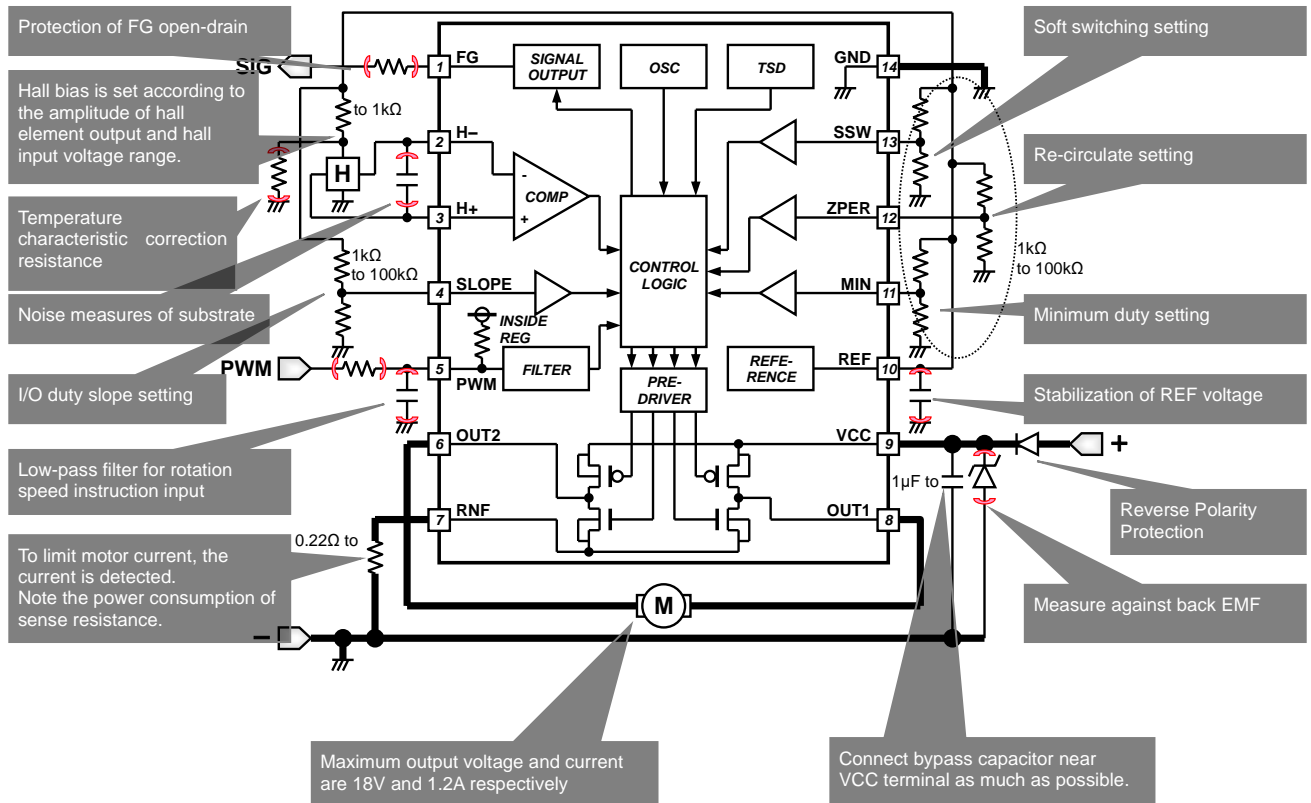 Protection of FG open-drain
SIG
Hall bias is set according to
the amplitude of hall
element output and hall
input voltage range.
to 1kΩ
H
Temperature
characteristic correction
resistance
1kΩ
to 100kΩ
Noise measures of substrate
PWM
I/O duty slope setting
Low-pass filter for rotation
speed instruction input
0.22Ω to
To limit motor current, the
current is detected.
Note the power consumption of
sense resistance.
–
1 FG
2 H–
3 H+
4 SLOPE
5 PWM
6 OUT2
7 RNF
SIGNAL
OUTPUT
OSC
TSD
-
COMP
+
CONTROL
LOGIC
INSIDE
REG
FILTER
REFE-
RENCE
PRE-
DRIVER
GND 14
SSW 13
ZPER 12
MIN 11
REF 10
VCC 9
OUT1 8
M
Soft switching setting
Re-circulate setting
1kΩ
to 100kΩ
Minimum duty setting
Stabilization of REF voltage
+
1μF to
Reverse Polarity
Protection
Measure against back EMF
Maximum output voltage and current
are 18V and 1.2A respectively
Connect bypass capacitor near
VCC terminal as much as possible.